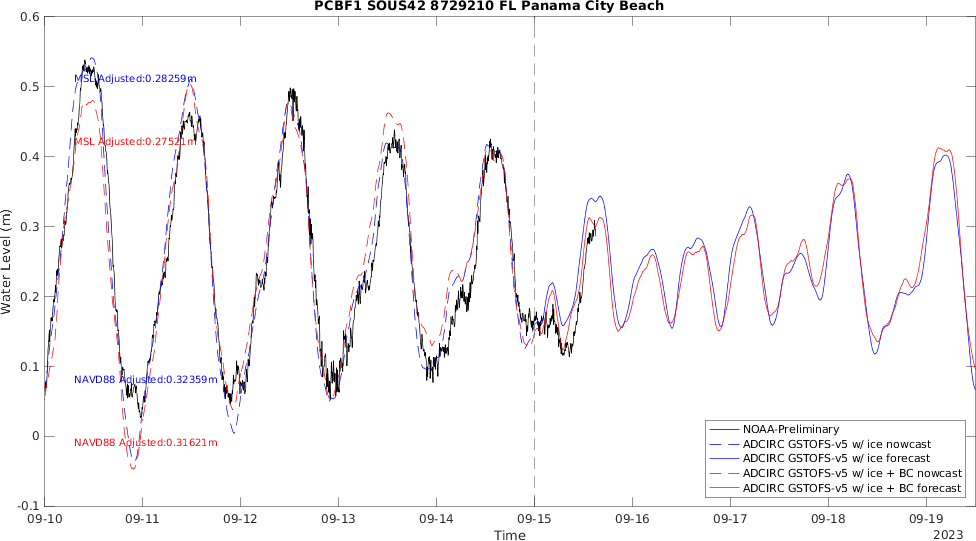 PCBF1 SOUS42 8729210 FL Panama City Beach
0.6
0.5
0.4
0.3
0.2
0.1
0
-0.1
Water Level (m)
MSL Adjusted:0.28259m
MSL Adjusted:0.27521m
NAVD88 Adjusted:0.32359m
NAVD88 Adjusted:0.31621m
NOAA-Preliminary
ADCIRC GSTOFS-v5 w/ ice nowcast
ADCIRC GSTOFS-v5 w/ ice forecast
ADCIRC GSTOFS-v5 w/ ice + BC nowcast
ADCIRC GSTOFS-v5 w/ ice + BC forecast
09-10 09-11 09-12 09-13 09-14 09-15 09-16 09-17 09-18 09-19
Time
2023